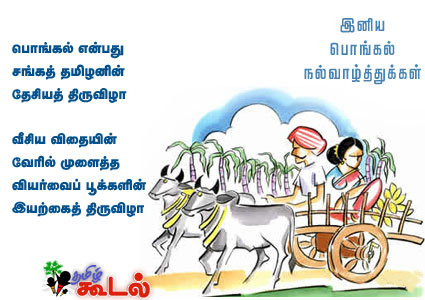 பொங்கல் என்பது
சங்கத் தமிழனின்
தேசியத் திருவிழா
வீசிய விதையின்
வேரில் முளைத்த
வியர்வைப் பூக்களின்
இயற்கைத் திருவிழா
இனிய
பொங்கல்
நல்வாழ்த்துக்கள்
தமிழ்
கூடல்